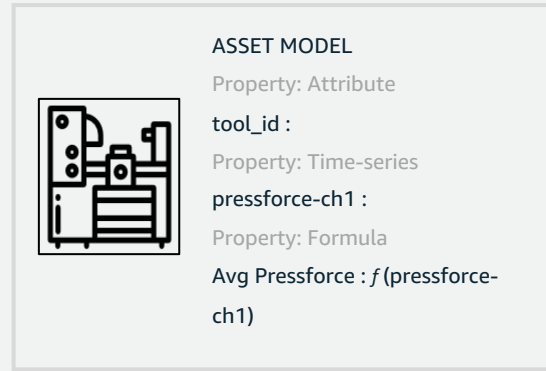 ASSET MODEL
Property: Attribute
tool_id :
Property: Time-series
pressforce-ch1 :
Property: Formula
Avg Pressforce : f (pressforce-
ch1)